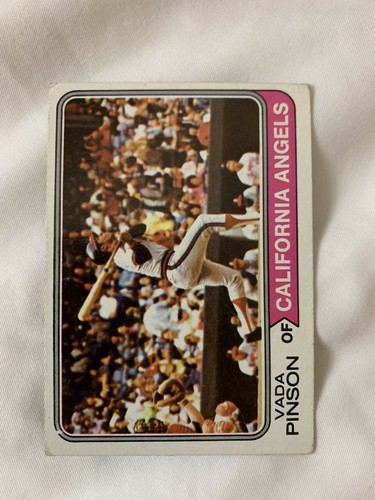 VADA
PINSON
OF
CALIFORNIA ANGELS